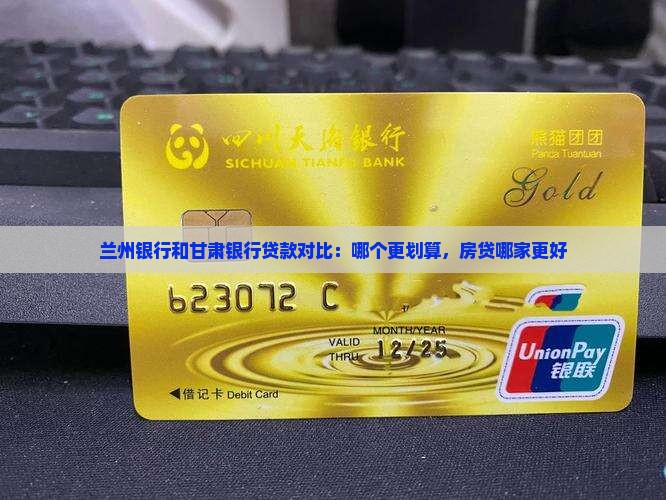 四川天府银行
SICHUAN TIANFU BANK
熊猫团团
Panda Tuantuan
Gold
兰州银行和甘肃银行贷款对比：哪个更划算，房贷哪家更好
623072 C
MONTH/YEAR
VALID THRU 12/25
UnionPay
银联
◀借记卡 Debit Card